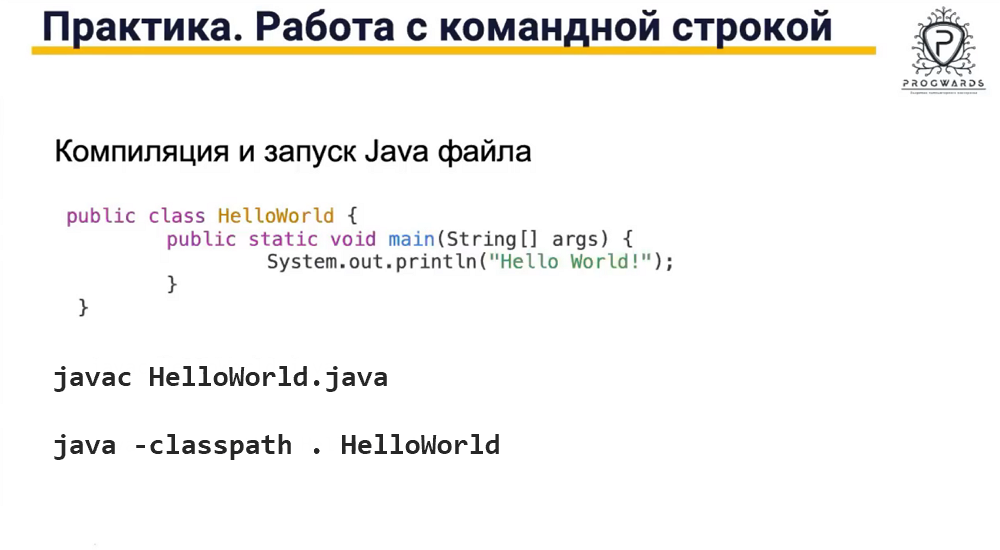 Практика. Работа с командной строкой
PROGWARDS
Компиляция и запуск Java файла
public class HelloWorld {
public static void main(String[] args) {
System.out.println("Hello World!");
}
}
javac HelloWorld.java
java -classpath . HelloWorld